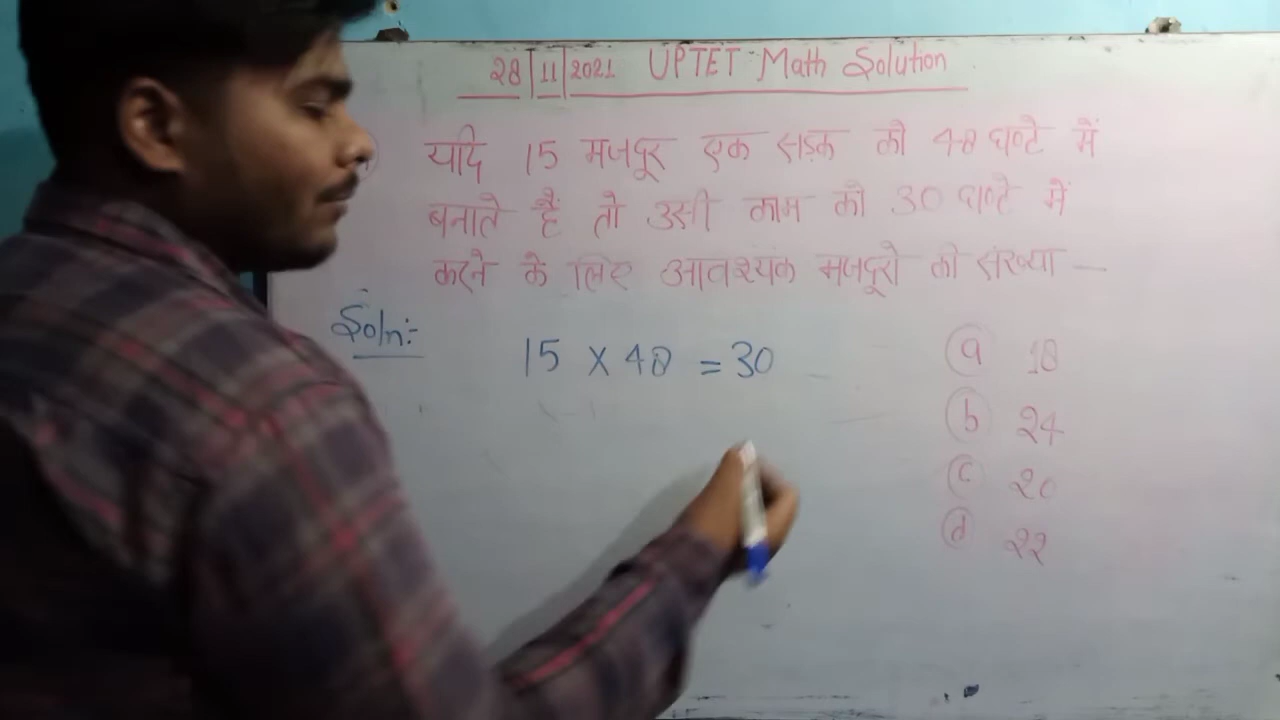 28|11|2021 UPTET Math Solution
यदि 15 मजदूर एक सड़क को 48 घण्टे में
बनाते हैं तो उसी काम को 30 घण्टे में
करने के लिए आवश्यक मजदूरो की संख्या —
Soln:-
15 × 48 = 30
(a) 18
(b) 24
(c) 20
(d) 22